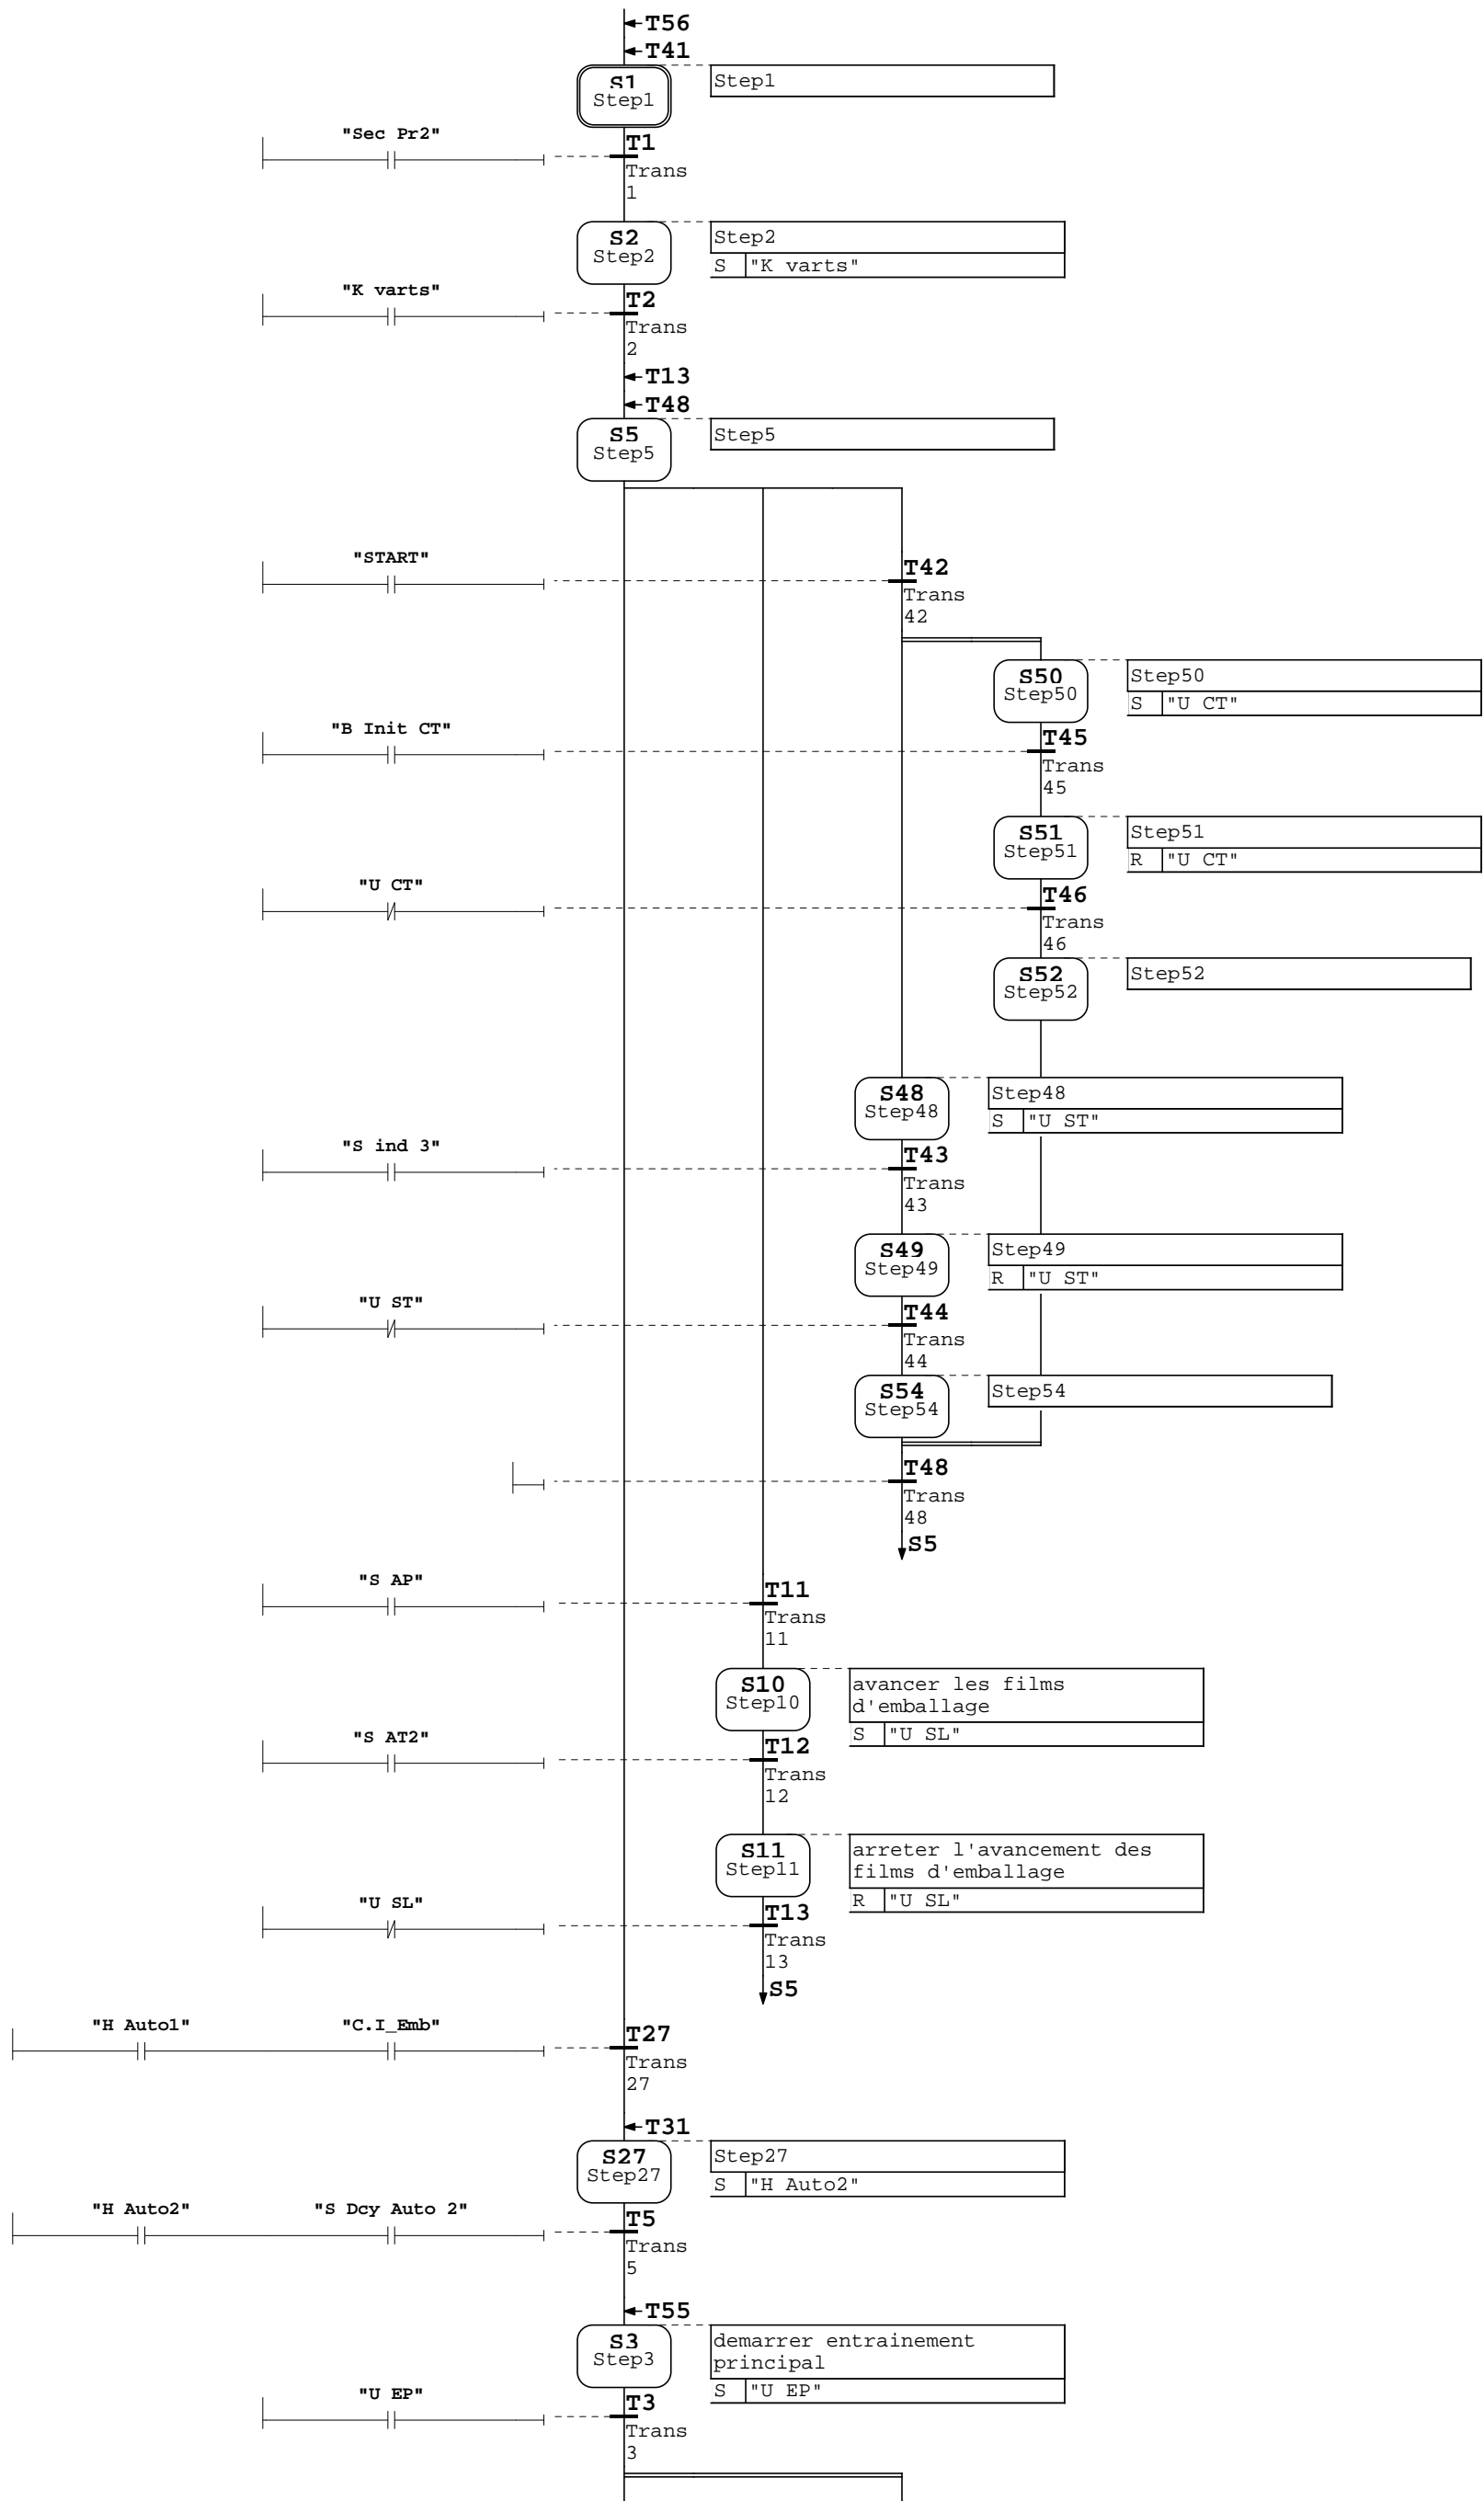 T56
T41
S1
Step1
Step1
"Sec Pr2"
T1
Trans
1
S2
Step2
Step2
S "K varts"
"K varts"
T2
Trans
2
T13
T48
S5
Step5
Step5
"START"
T42
Trans
42
S50
Step50
Step50
S "U CT"
"B Init CT"
T45
Trans
45
S51
Step51
Step51
R "U CT"
"U CT"
T46
Trans
46
S52
Step52
Step52
S48
Step48
Step48
S "U ST"
"S ind 3"
T43
Trans
43
S49
Step49
Step49
R "U ST"
"U ST"
T44
Trans
44
S54
Step54
Step54
T48
Trans
48
S5
"S AP"
T11
Trans
11
S10
Step10
avancer les films
d'emballage
S "U SL"
"S AT2"
T12
Trans
12
S11
Step11
arreter l'avancement des
films d'emballage
R "U SL"
"U SL"
T13
Trans
13
S5
"H Auto1" "C.I_Emb"
T27
Trans
27
T31
S27
Step27
Step27
S "H Auto2"
"H Auto2" "S Dcy Auto 2"
T5
Trans
5
T55
S3
Step3
demarrer entrainement
principal
S "U EP"
"U EP"
T3
Trans
3